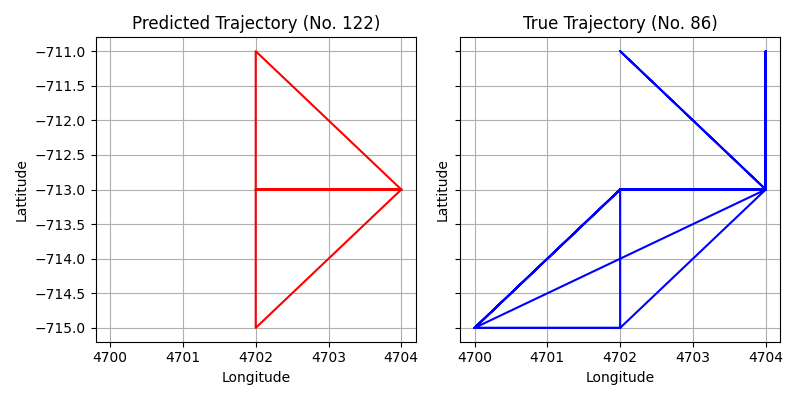 Predicted Trajectory (No. 122)
Lattitude
−711.0
−711.5
−712.0
−712.5
−713.0
−713.5
−714.0
−714.5
−715.0
4700 4701 4702 4703 4704
Longitude
True Trajectory (No. 86)
Lattitude
4700 4701 4702 4703 4704
Longitude